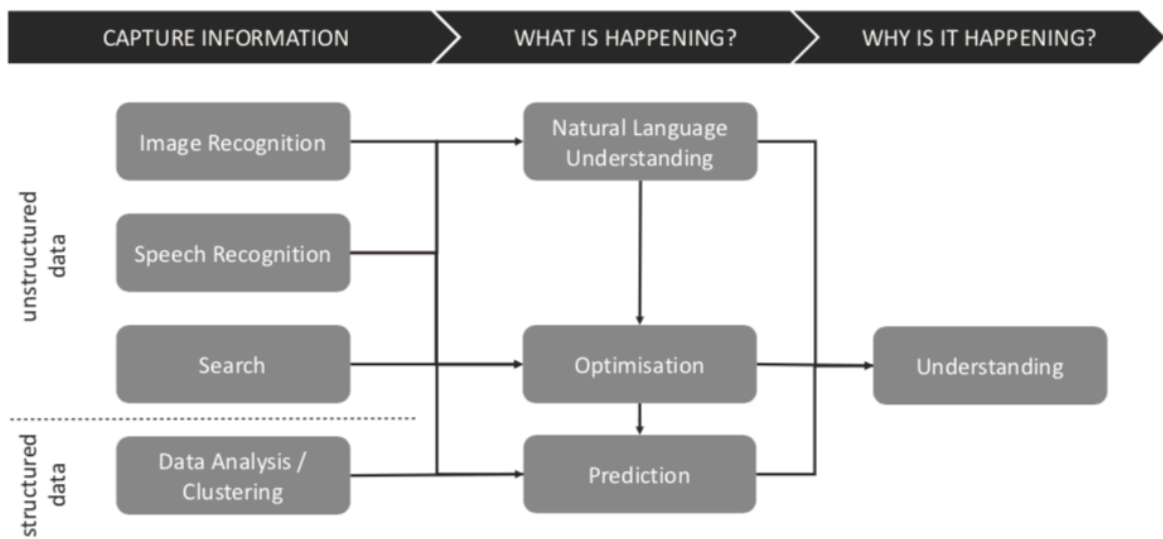 CAPTURE INFORMATION
WHAT IS HAPPENING?
WHY IS IT HAPPENING?
unstructured
data
Image Recognition
Natural Language
Understanding
Speech Recognition
Search
Optimisation
Understanding
structured
data
Data Analysis /
Clustering
Prediction